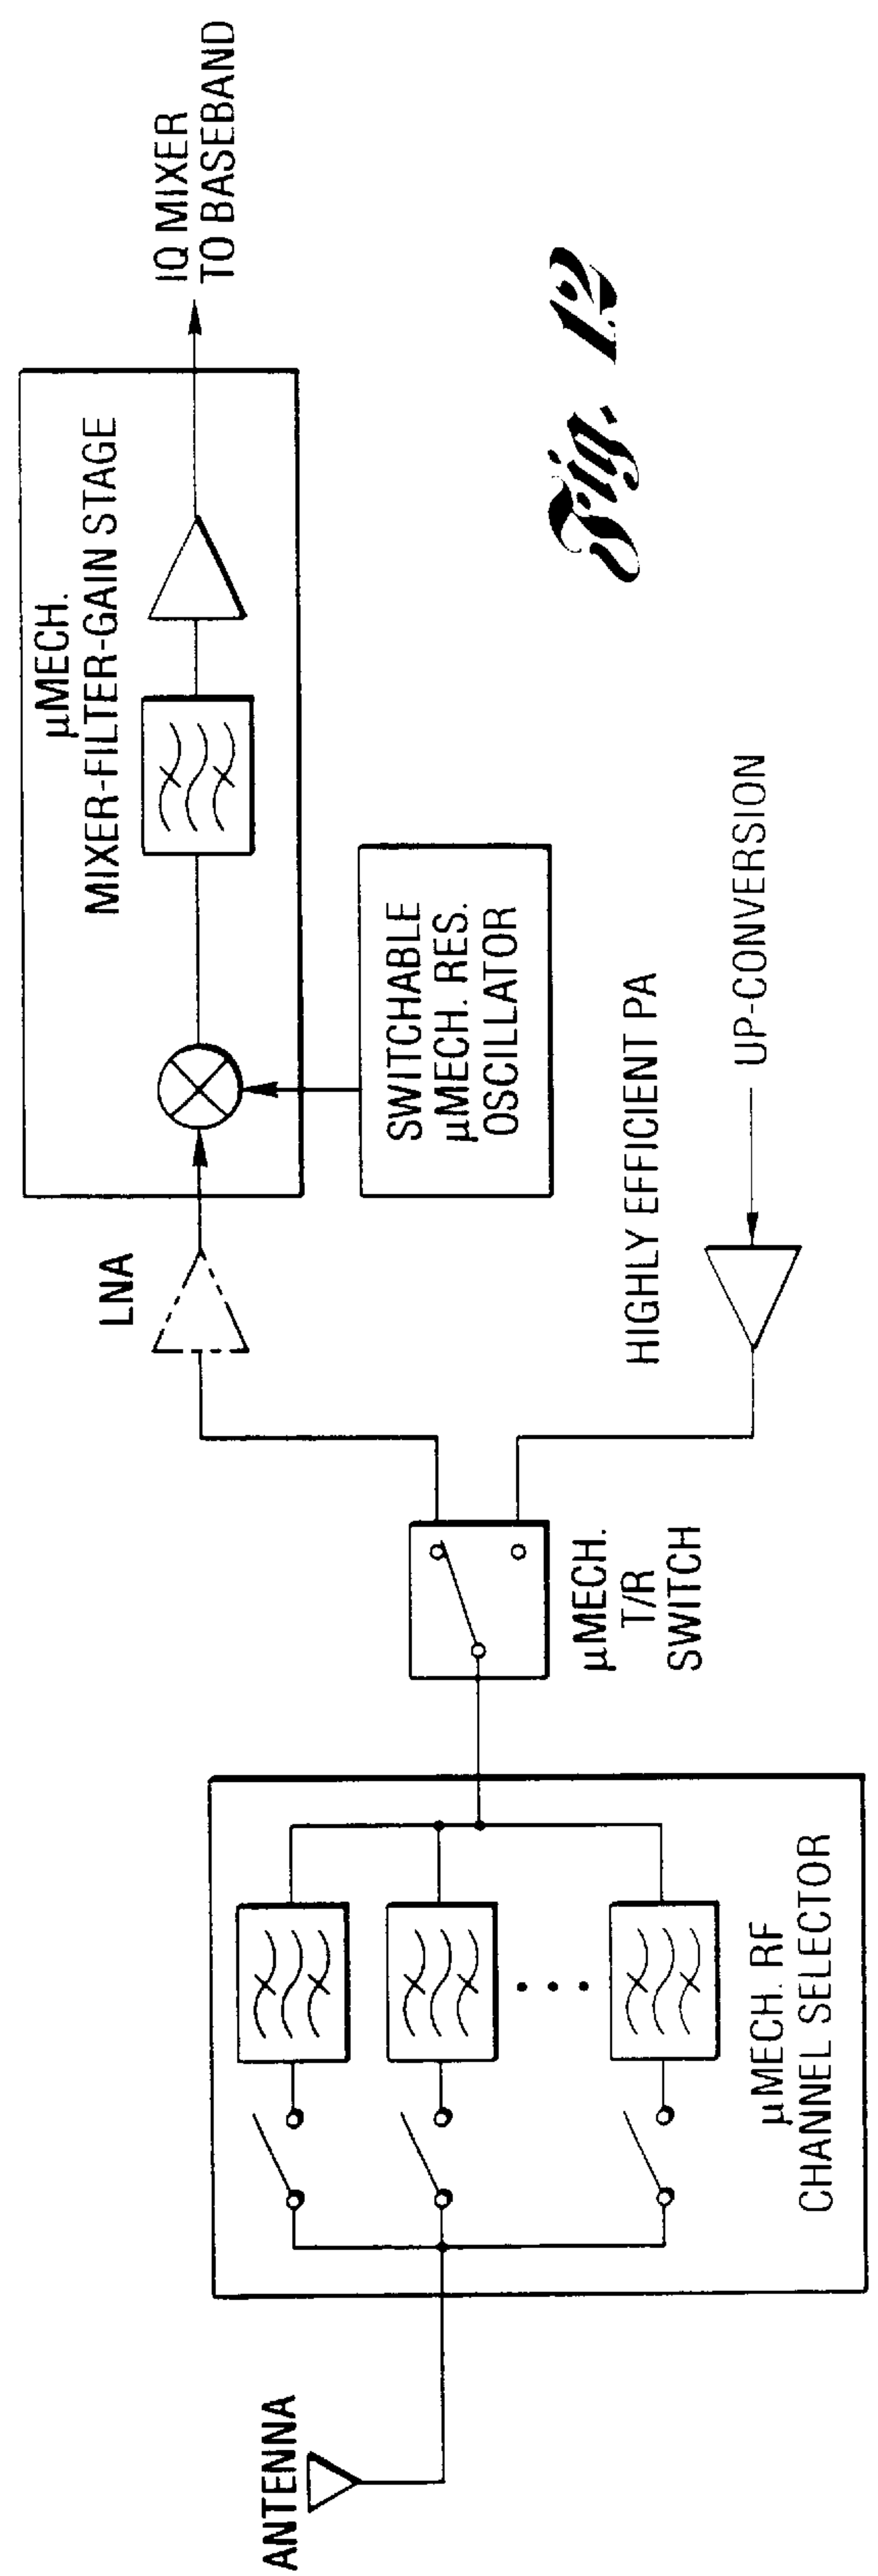 ANTENNA
µMECH. RF
CHANNEL SELECTOR
µMECH.
T/R
SWITCH
LNA
HIGHLY EFFICIENT PA
UP-CONVERSION
SWITCHABLE
µMECH. RES.
OSCILLATOR
µMECH.
MIXER-FILTER-GAIN STAGE
IQ MIXER
TO BASEBAND
Fig. 12